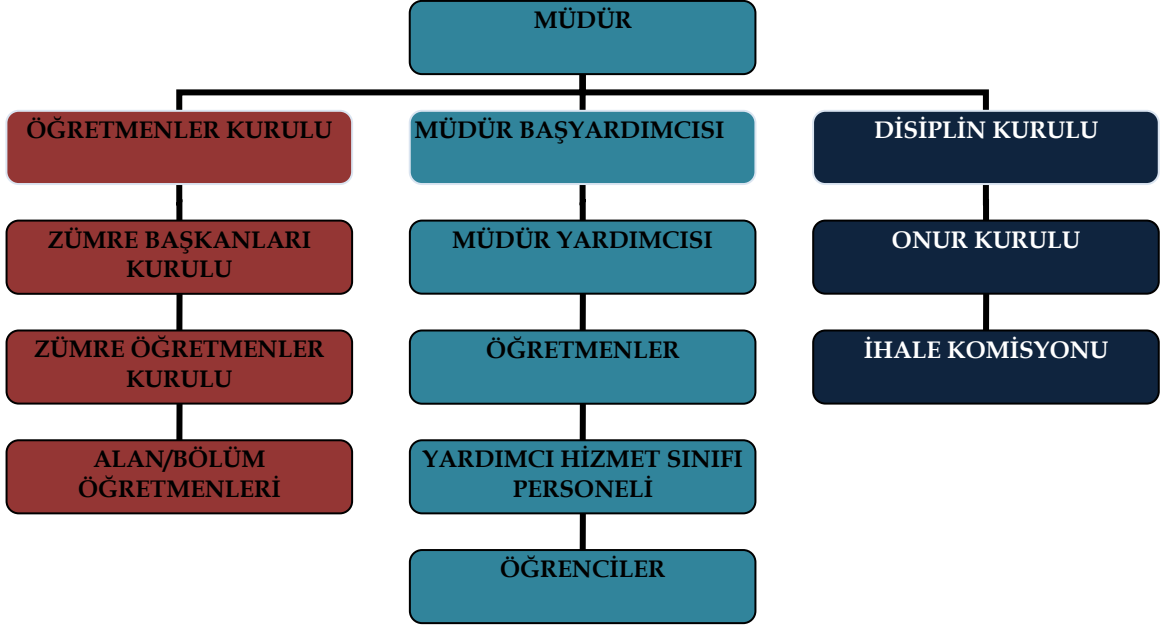 MÜDÜR
ÖĞRETMENLER KURULU
MÜDÜR BAŞYARDIMCISI
DİSİPLİN KURULU
ZÜMRE BAŞKANLARI
KURULU
MÜDÜR YARDIMCISI
ONUR KURULU
ZÜMRE ÖĞRETMENLER
KURULU
ÖĞRETMENLER
İHALE KOMİSYONU
ALAN/BÖLÜM
ÖĞRETMENLERİ
YARDIMCI HİZMET SINIFI
PERSONELİ
ÖĞRENCİLER